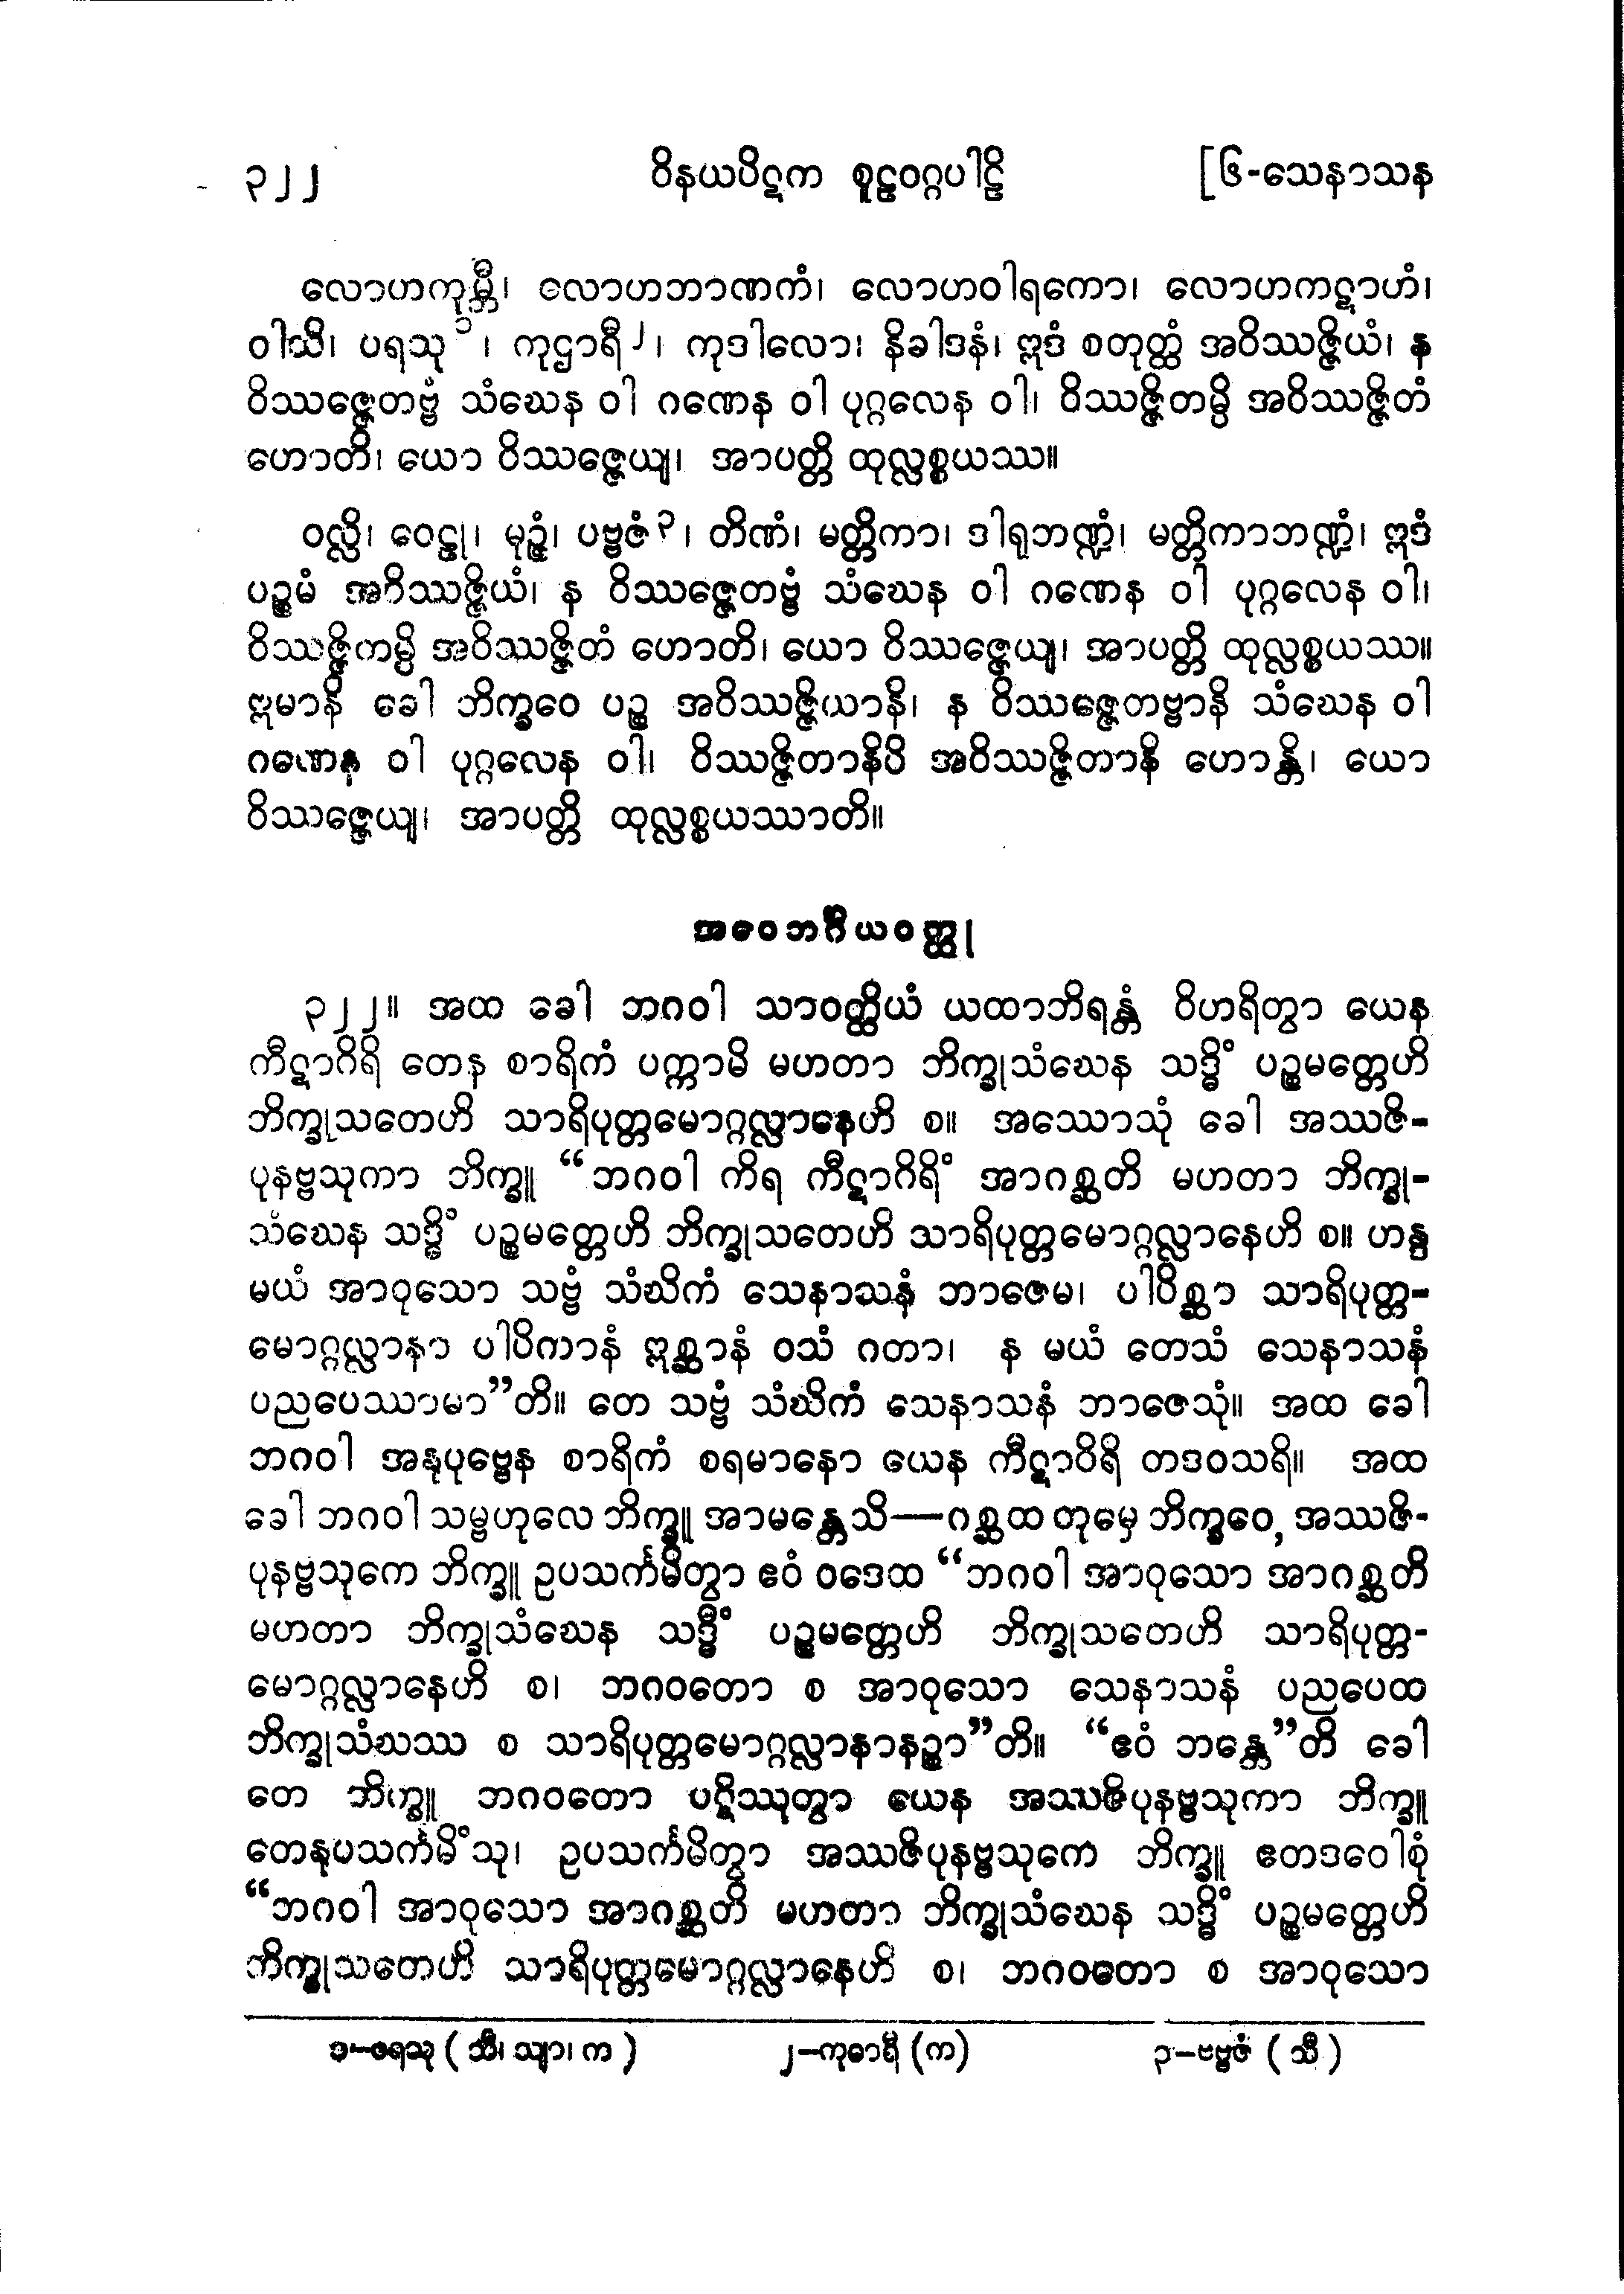 ၃၂၂ ဝိနယပိဋက စူဠဝဂ္ဂပါဠိ [၆-သေနာသန
လောဟကုမ္ဘီ၊ လောဟဘာဏကံ၊ လောဟဝါရကော၊ လောဟကဋာဟံ၊
ဝါသိ၊ ပရသု၁၊ ကုဌာရီ၂၊ ကုဒါလော၊ နိခါဒနံ၊ ဣဒံ စတုတ္ထံ အဝိဿဇ္ဇိယံ၊ န
ဝိဿဇ္ဇေတဗ္ဗံ သံဃေန ဝါ ဂဏေန ဝါ ပုဂ္ဂလေန ဝါ၊ ဝိဿဇ္ဇိတမ္ပိ အဝိဿဇ္ဇိတံ
ဟောတိ၊ ယော ဝိဿဇ္ဇေယျ၊ အာပတ္တိ ထုလ္လစ္စယဿ။
ဝလ္လိ၊ ဝေဠု၊ မုဉ္ဇံ၊ ပဗ္ဗဇံ၃၊ တိဏံ၊ မတ္တိကာ၊ ဒါရုဘဏ္ဍံ၊ မတ္တိကာဘဏ္ဍံ၊ ဣဒံ
ပဉ္စမံ အဝိဿဇ္ဇိယံ၊ န ဝိဿဇ္ဇေတဗ္ဗံ သံဃေန ဝါ ဂဏေန ဝါ ပုဂ္ဂလေန ဝါ၊
ဝိဿဇ္ဇိကမ္ပိ အဝိဿဇ္ဇိတံ ဟောတိ၊ ယော ဝိဿဇ္ဇေယျ၊ အာပတ္တိ ထုလ္လစ္စယဿ။
ဣမာနိ ခေါ ဘိက္ခဝေ ပဉ္စ အဝိဿဇ္ဇိယာနိ၊ န ဝိဿဇ္ဇေတဗ္ဗာနိ သံဃေန ဝါ
ဂဏေန ဝါ ပုဂ္ဂလေန ဝါ၊ ဝိဿဇ္ဇိတာနိပိ အဝိဿဇ္ဇိတာနိ ဟောန္တိ၊ ယော
ဝိဿဇ္ဇေယျ၊ အာပတ္တိ ထုလ္လစ္စယဿာတိ။
အဝေဘင်္ဂိယဝတ္ထု
၃၂၂။ အထ ခေါ ဘဂဝါ သာဝတ္ထိယံ ယထာဘိရန္တံ ဝိဟရိတွာ ယေန
ကီဋာဂိရိ တေန စာရိကံ ပက္ကာမိ မဟတာ ဘိက္ခုသံဃေန သဒ္ဓိံ ပဉ္စမတ္တေဟိ
ဘိက္ခုသတေဟိ သာရိပုတ္တမောဂ္ဂလ္လာနေဟိ စ။ အဿောသုံ ခေါ အဿဇိ-
ပုနဗ္ဗသုကာ ဘိက္ခူ “ဘဂဝါ ကိရ ကီဋာဂိရိံ အာဂစ္ဆတိ မဟတာ ဘိက္ခု-
သံဃေန သဒ္ဓိံ ပဉ္စမတ္တေဟိ ဘိက္ခုသတေဟိ သာရိပုတ္တမောဂ္ဂလ္လာနေဟိ စ။ ဟန္ဒ
မယံ အာဝုသော သဗ္ဗံ သံဃိကံ သေနာသနံ ဘာဇေမ၊ ပါပိစ္ဆာ သာရိပုတ္တ-
မောဂ္ဂလ္လာနာ ပါပိကာနံ ဣစ္ဆာနံ ဝသံ ဂတာ၊ န မယံ တေသံ သေနာသနံ
ပညပေဿာမာ”တိ။ တေ သဗ္ဗံ သံဃိကံ သေနာသနံ ဘာဇေသုံ။ အထ ခေါ
ဘဂဝါ အနုပုဗ္ဗေန စာရိကံ စရမာနော ယေန ကီဋာဝိရိ တဒဝသရိ။ အထ
ခေါ ဘဂဝါ သမ္ဗဟုလေ ဘိက္ခူ အာမန္တေသိ—ဂစ္ဆထ တုမှေ ဘိက္ခဝေ, အဿဇိ-
ပုနဗ္ဗသုကေ ဘိက္ခူ ဥပသင်္ကမိတွာ ဧဝံ ဝဒေထ “ဘဂဝါ အာဝုသော အာဂစ္ဆတိ
မဟတာ ဘိက္ခုသံဃေန သဒ္ဓိံ ပဉ္စမတ္တေဟိ ဘိက္ခုသတေဟိ သာရိပုတ္တ-
မောဂ္ဂလ္လာနေဟိ စ၊ ဘဂဝတော စ အာဝုသော သေနာသနံ ပညပေထ
ဘိက္ခုသံဃဿ စ သာရိပုတ္တမောဂ္ဂလ္လာနာနဉ္စာ”တိ။ “ဧဝံ ဘန္တေ”တိ ခေါ
တေ ဘိက္ခူ ဘဂဝတော ပဋိဿုတွာ ယေန အဿဇိပုနဗ္ဗသုကာ ဘိက္ခူ
တေနုပသင်္ကမိံသု၊ ဥပသင်္ကမိတွာ အဿဇိပုနဗ္ဗသုကေ ဘိက္ခူ ဧတဒဝေါစုံ
“ဘဂဝါ အာဝုသော အာဂစ္ဆတိ မဟတာ ဘိက္ခုသံဃေန သဒ္ဓိံ ပဉ္စမတ္တေဟိ
ဘိက္ခုသတေဟိ သာရိပုတ္တမောဂ္ဂလ္လာနေဟိ စ၊ ဘဂဝတော စ အာဝုသော
၁–ဖရသု (သီ၊ သျာ၊ က) ၂–ကုဓာရီ (က) ၃–ဗဗ္ဗဇံ (သီ)